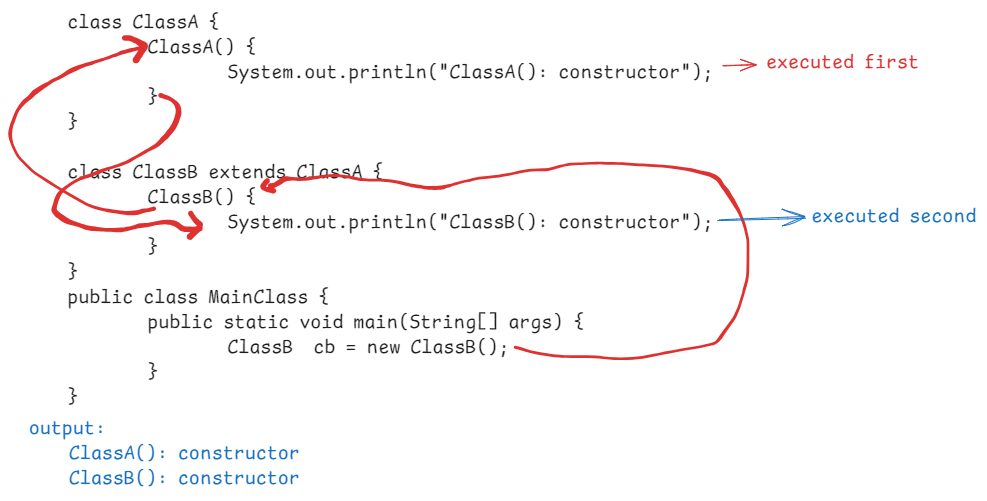 class ClassA {
ClassA() {
System.out.println("ClassA(): constructor"); executed first
}
}
class ClassB extends ClassA {
ClassB() {
System.out.println("ClassB(): constructor"); executed second
}
}
public class MainClass {
public static void main(String[] args) {
ClassB cb = new ClassB();
}
}
output:
ClassA(): constructor
ClassB(): constructor